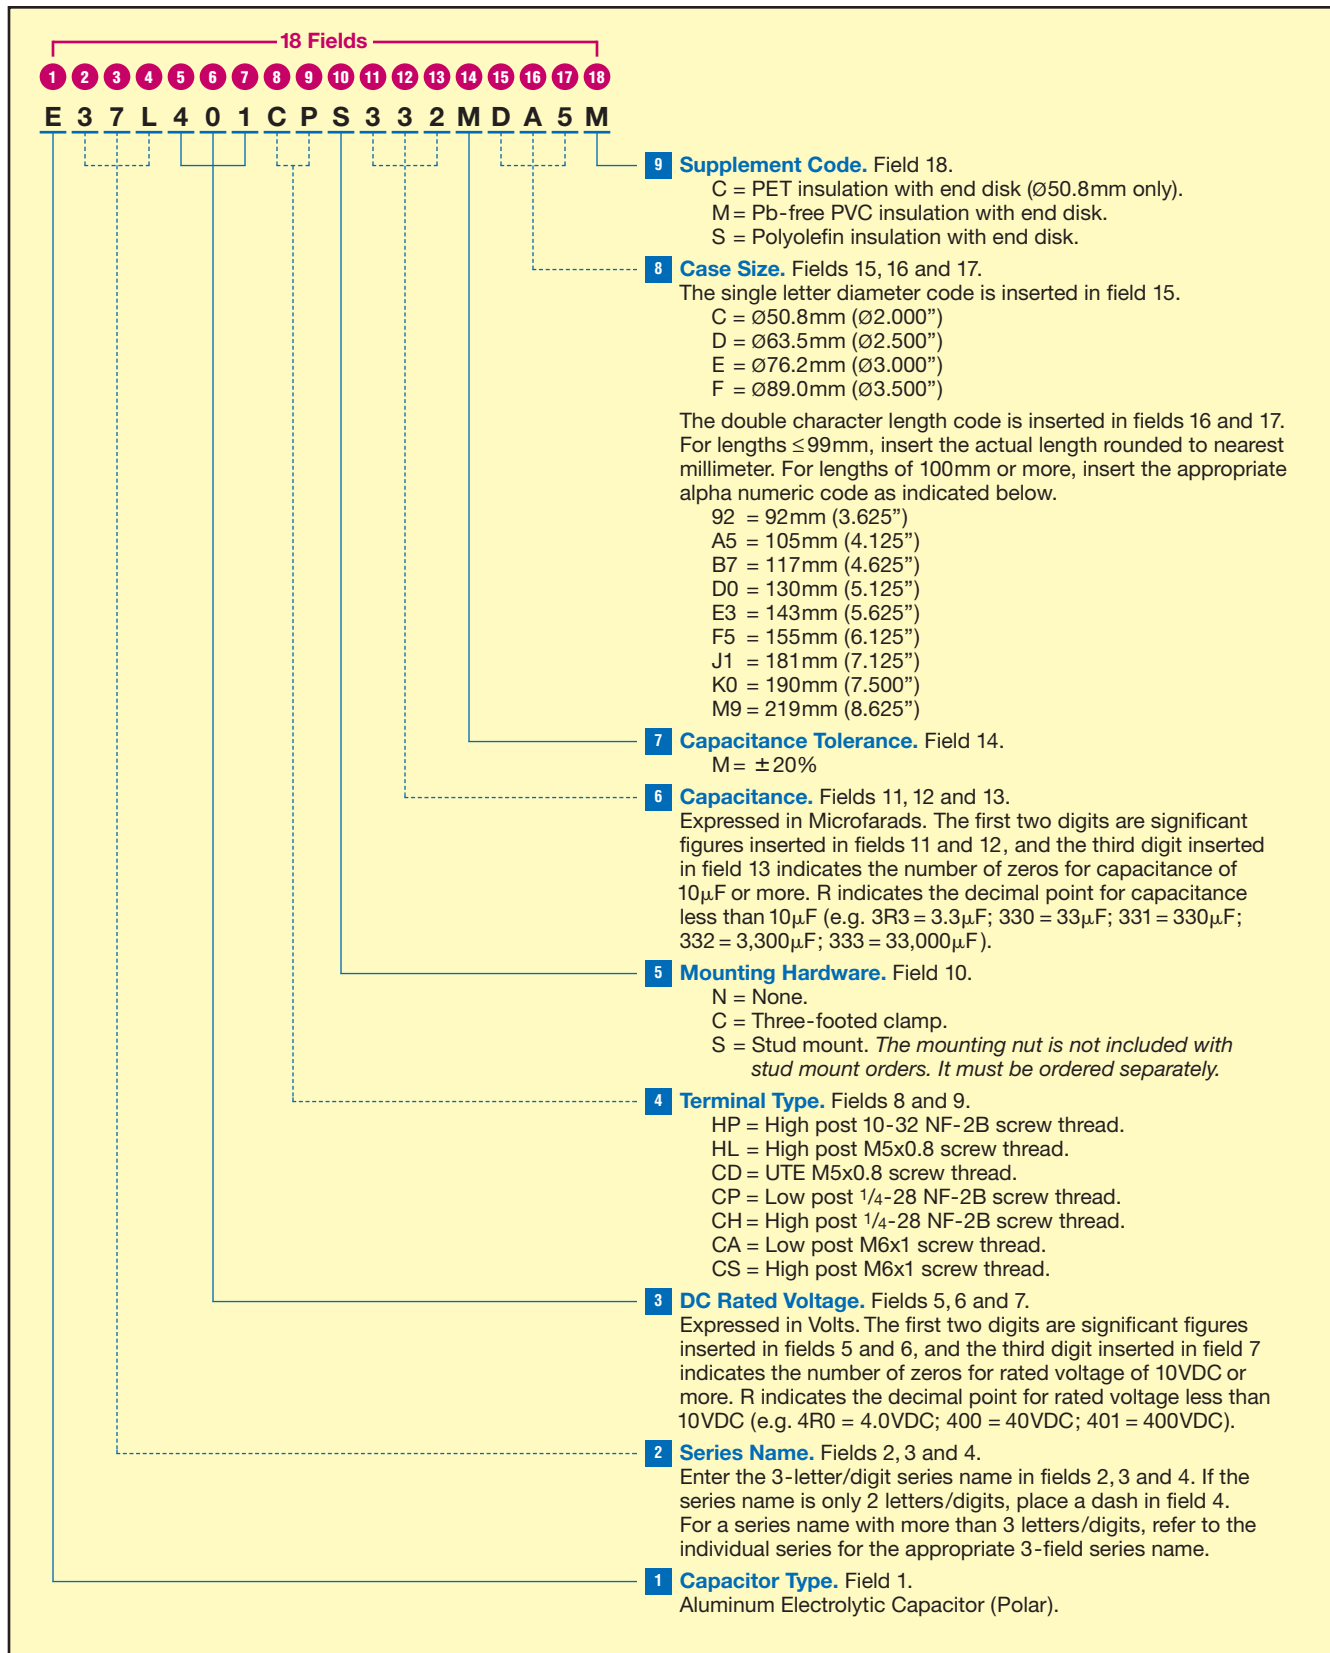 18 Fields
1 2 3 4 5 6 7 8 9 10 11 12 13 14 15 16 17 18
E 3 7 L 4 0 1 C P S 3 3 2 M D A 5 M
9 Supplement Code. Field 18.
C = PET insulation with end disk (Ø50.8mm only).
M = Pb-free PVC insulation with end disk.
S = Polyolefin insulation with end disk.
8 Case Size. Fields 15, 16 and 17.
The single letter diameter code is inserted in field 15.
C = Ø50.8mm (Ø2.000”)
D = Ø63.5mm (Ø2.500”)
E = Ø76.2mm (Ø3.000”)
F = Ø89.0mm (Ø3.500”)
The double character length code is inserted in fields 16 and 17.
For lengths ≤99mm, insert the actual length rounded to nearest
millimeter. For lengths of 100mm or more, insert the appropriate
alpha numeric code as indicated below.
92 = 92mm (3.625”)
A5 = 105mm (4.125”)
B7 = 117mm (4.625”)
D0 = 130mm (5.125”)
E3 = 143mm (5.625”)
F5 = 155mm (6.125”)
J1 = 181mm (7.125”)
K0 = 190mm (7.500”)
M9 = 219mm (8.625”)
7 Capacitance Tolerance. Field 14.
M = ±20%
6 Capacitance. Fields 11, 12 and 13.
Expressed in Microfarads. The first two digits are significant
figures inserted in fields 11 and 12, and the third digit inserted
in field 13 indicates the number of zeros for capacitance of
10µF or more. R indicates the decimal point for capacitance
less than 10µF (e.g. 3R3 = 3.3µF; 330 = 33µF; 331 = 330µF;
332 = 3,300µF; 333 = 33,000µF).
5 Mounting Hardware. Field 10.
N = None.
C = Three-footed clamp.
S = Stud mount. The mounting nut is not included with
stud mount orders. It must be ordered separately.
4 Terminal Type. Fields 8 and 9.
HP = High post 10-32 NF-2B screw thread.
HL = High post M5x0.8 screw thread.
CD = UTE M5x0.8 screw thread.
CP = Low post 1/4-28 NF-2B screw thread.
CH = High post 1/4-28 NF-2B screw thread.
CA = Low post M6x1 screw thread.
CS = High post M6x1 screw thread.
3 DC Rated Voltage. Fields 5, 6 and 7.
Expressed in Volts. The first two digits are significant figures
inserted in fields 5 and 6, and the third digit inserted in field 7
indicates the number of zeros for rated voltage of 10VDC or
more. R indicates the decimal point for rated voltage less than
10VDC (e.g. 4R0 = 4.0VDC; 400 = 40VDC; 401 = 400VDC).
2 Series Name. Fields 2, 3 and 4.
Enter the 3-letter/digit series name in fields 2, 3 and 4. If the
series name is only 2 letters/digits, place a dash in field 4.
For a series name with more than 3 letters/digits, refer to the
individual series for the appropriate 3-field series name.
1 Capacitor Type. Field 1.
Aluminum Electrolytic Capacitor (Polar).